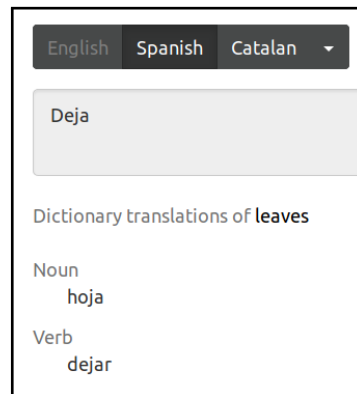 English Spanish Catalan
Deja
Dictionary translations of leaves
Noun
hoja
Verb
dejar